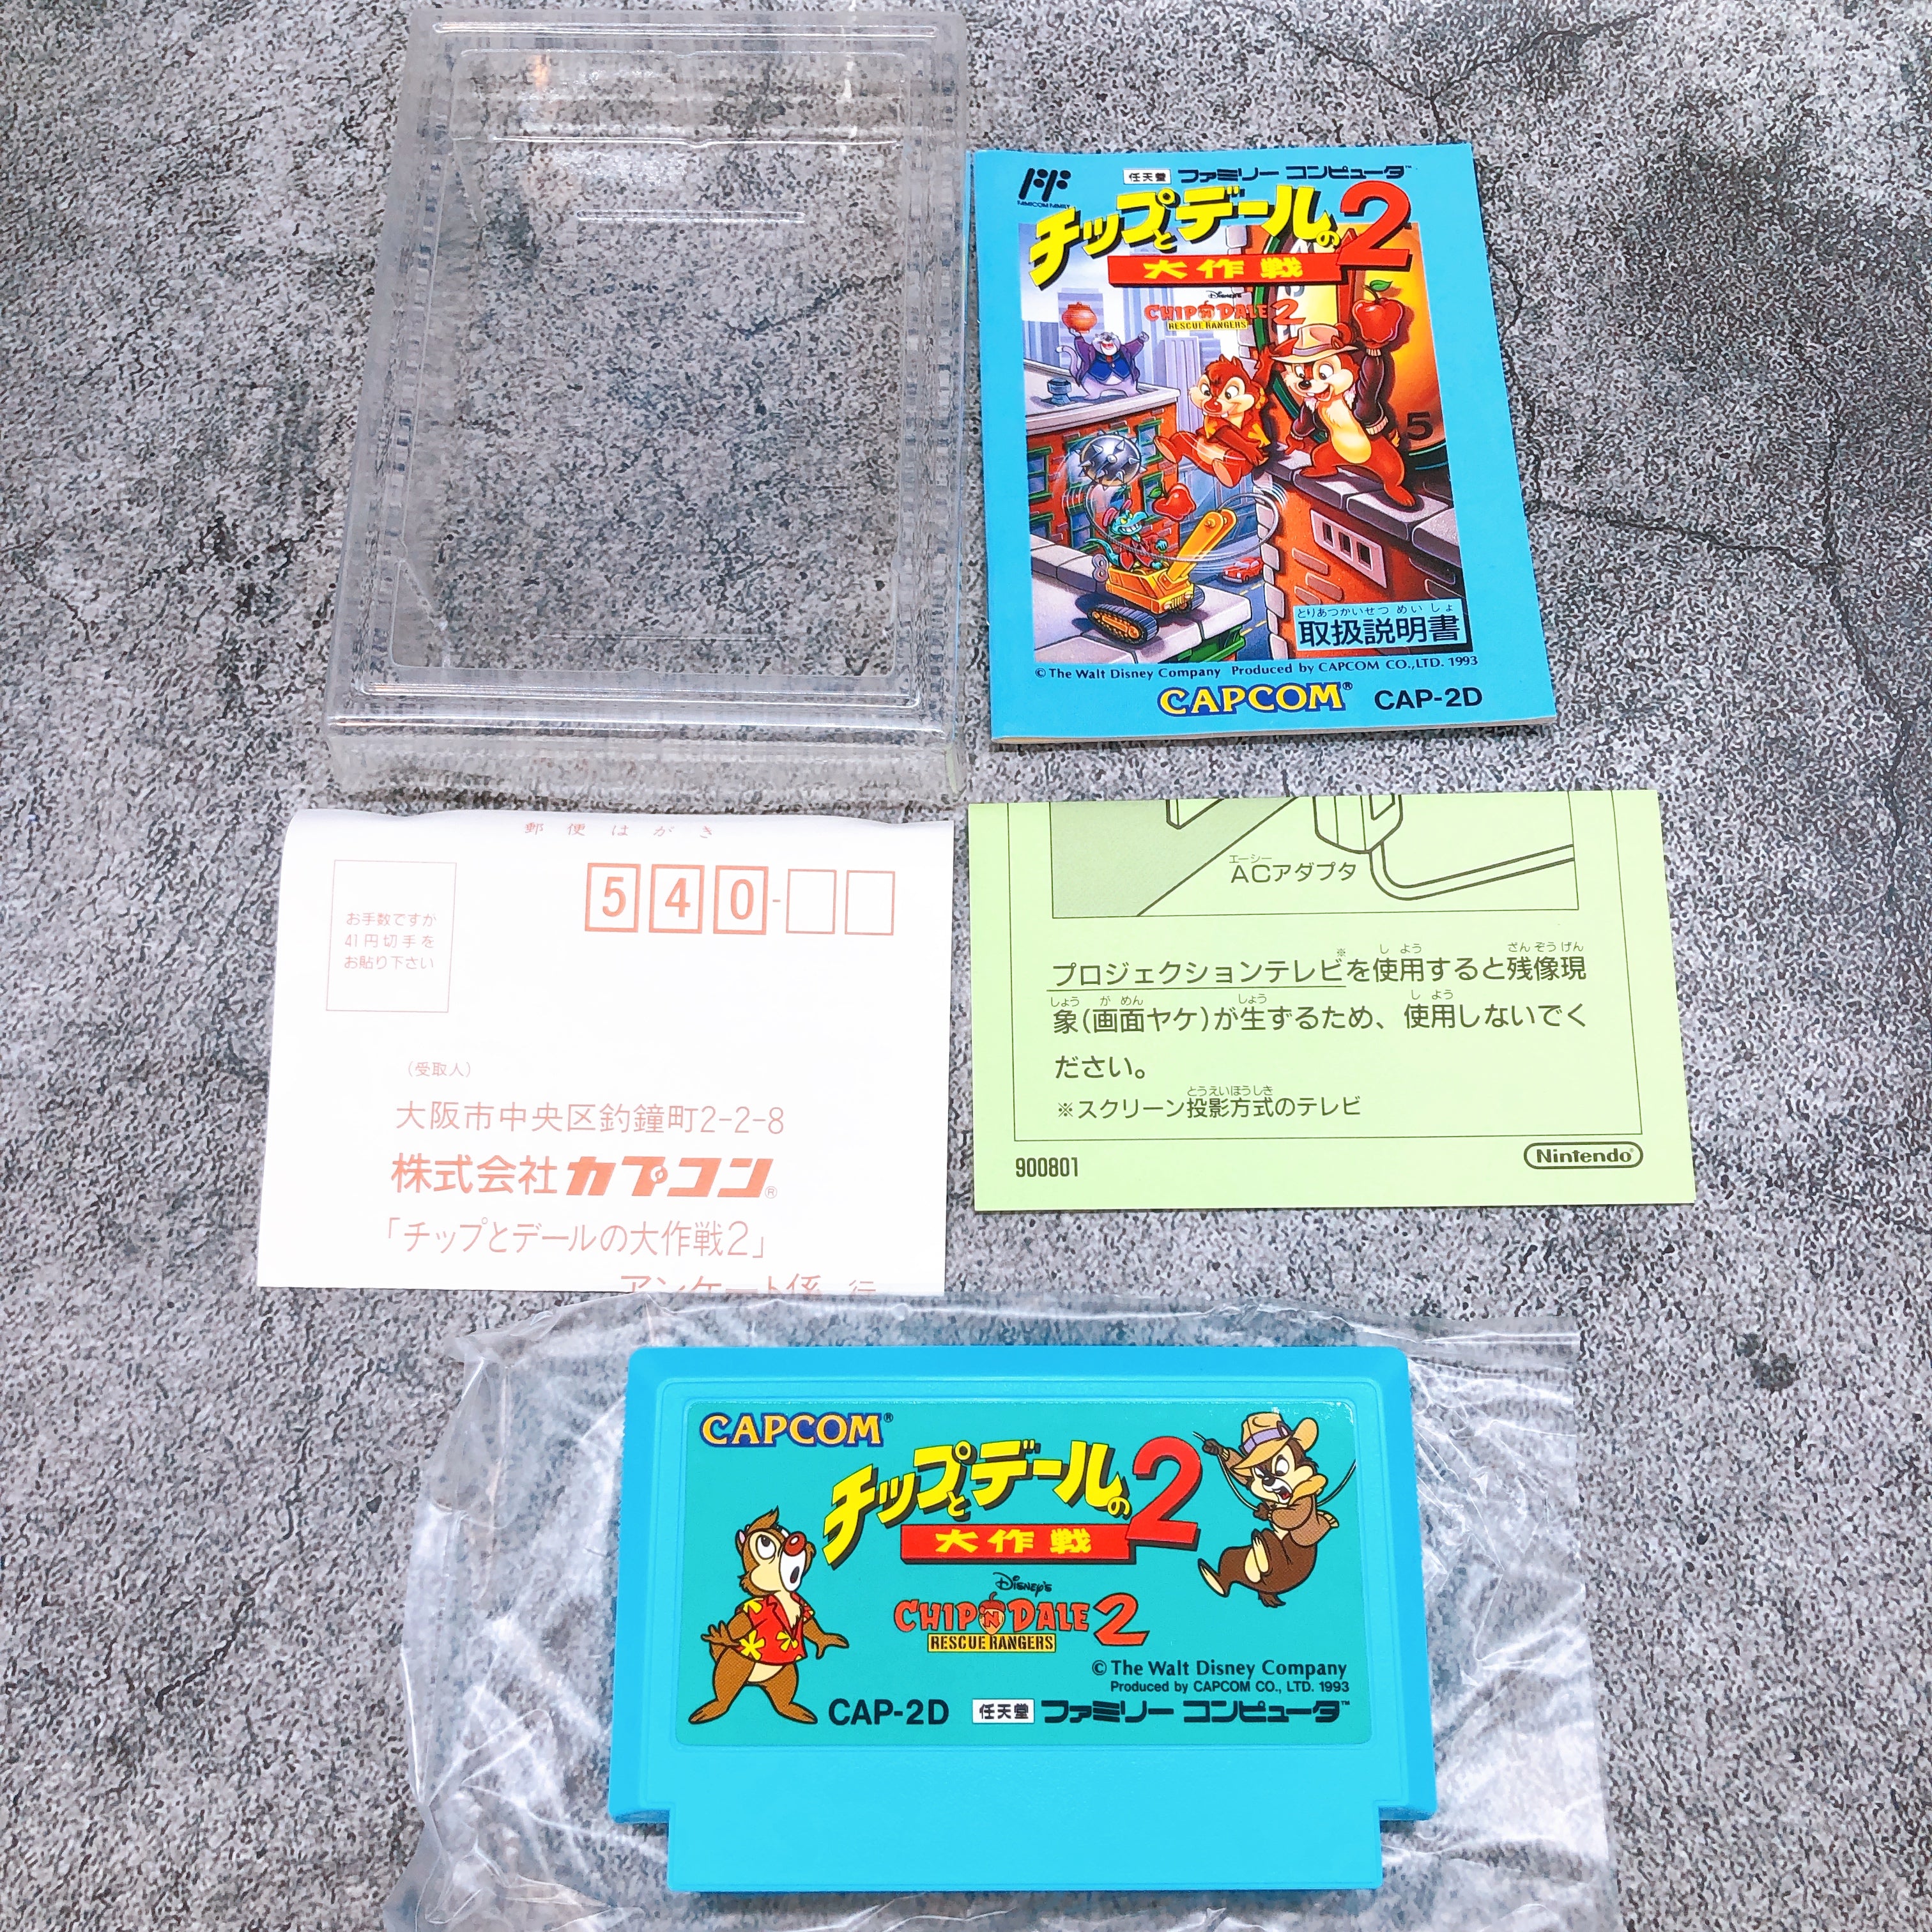 FAMICOM FAMILY
任天堂 ファミリー コンピュータ™
チップとデールの
大作戦 2
Disney's
CHIP 'N DALE 2
RESCUE RANGERS
5
8
とりあつかいせつめいしょ
取扱説明書
© The Walt Disney Company Produced by CAPCOM CO.,LTD. 1993
CAPCOM® CAP-2D
郵便はがき
540-
お手数ですが
41円切手を
お貼り下さい
(受取人)
大阪市中央区釣鐘町2-2-8
株式会社カプコン®
「チップとデールの大作戦2」
アンケート係 行
エーシー
ACアダプタ
※ しよう ざんぞうげん
プロジェクションテレビを使用すると残像現
しょう がめん しょう しよう
象(画面ヤケ)が生ずるため、使用しないでく
ださい。
とうえいほうしき
※スクリーン投影方式のテレビ
900801 Nintendo®
CAPCOM®
チップとデールの
大作戦 2
Disney's
CHIP 'N DALE 2
RESCUE RANGERS
© The Walt Disney Company
Produced by CAPCOM CO., LTD. 1993
CAP-2D 任天堂 ファミリー コンピュータ™